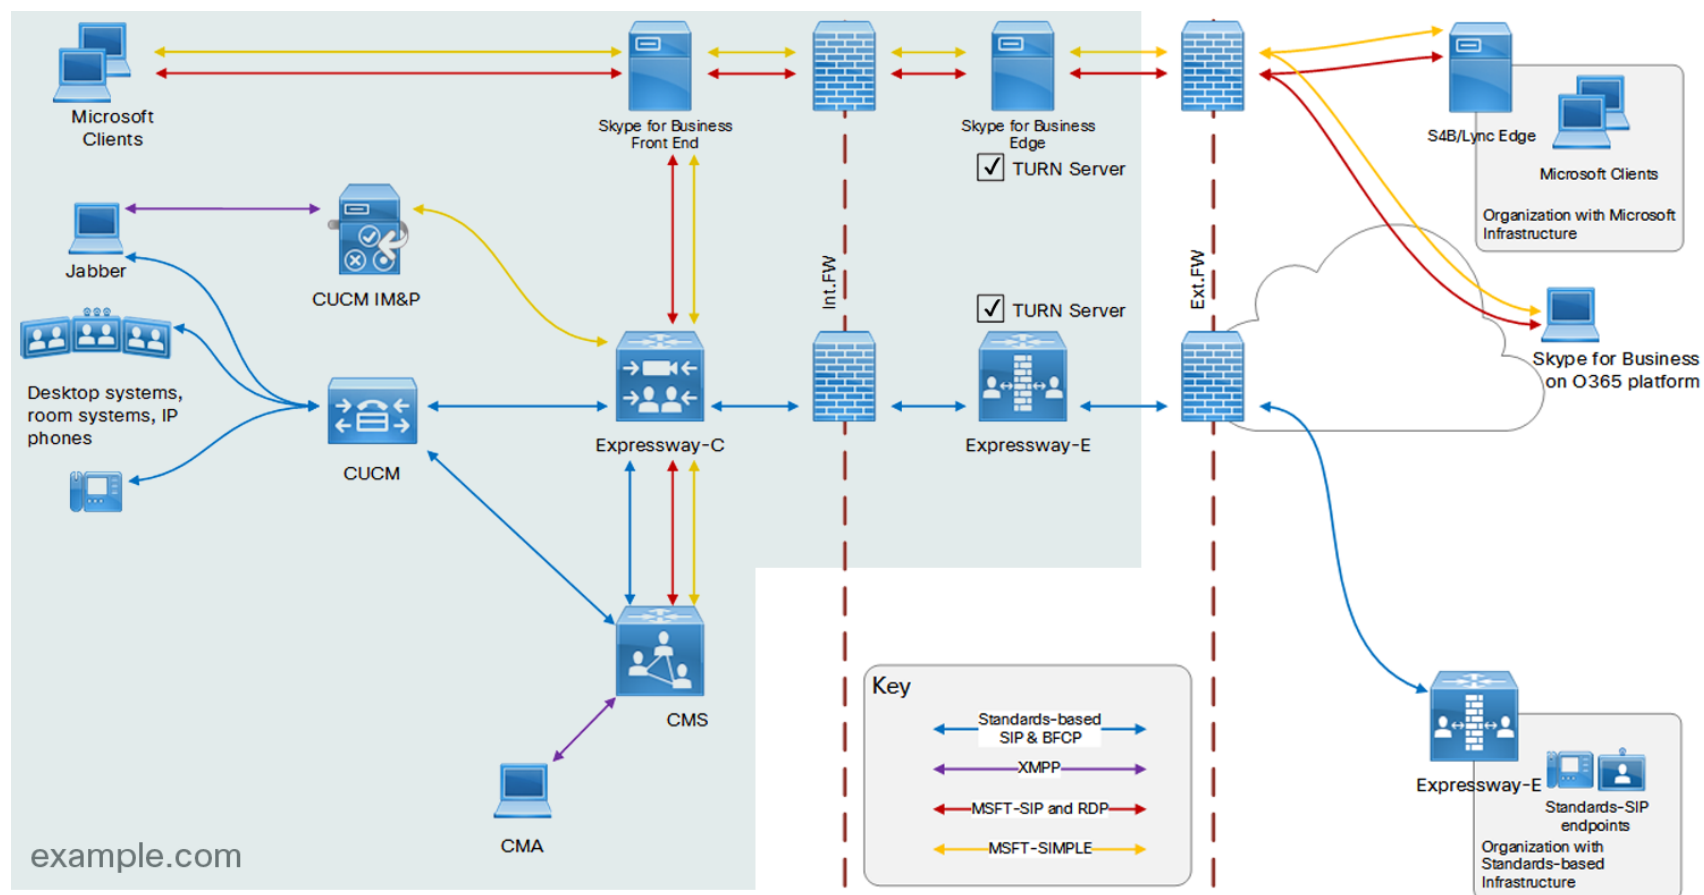 Microsoft
Clients
Skype for Business
Front End
Skype for Business
Edge
TURN Server
S4B/Lync Edge
Microsoft Clients
Organization with Microsoft
Infrastructure
Jabber
CUCM IM&P
Int.FW
Ext.FW
TURN Server
Skype for Business
on O365 platform
Desktop systems,
room systems, IP
phones
CUCM
Expressway-C
Expressway-E
CMS
CMA
Key
Standards-based
SIP & BFCP
XMPP
MSFT-SIP and RDP
MSFT-SIMPLE
Expressway-E
Standards-SIP
endpoints
Organization with
Standards-based
Infrastructure
example.com